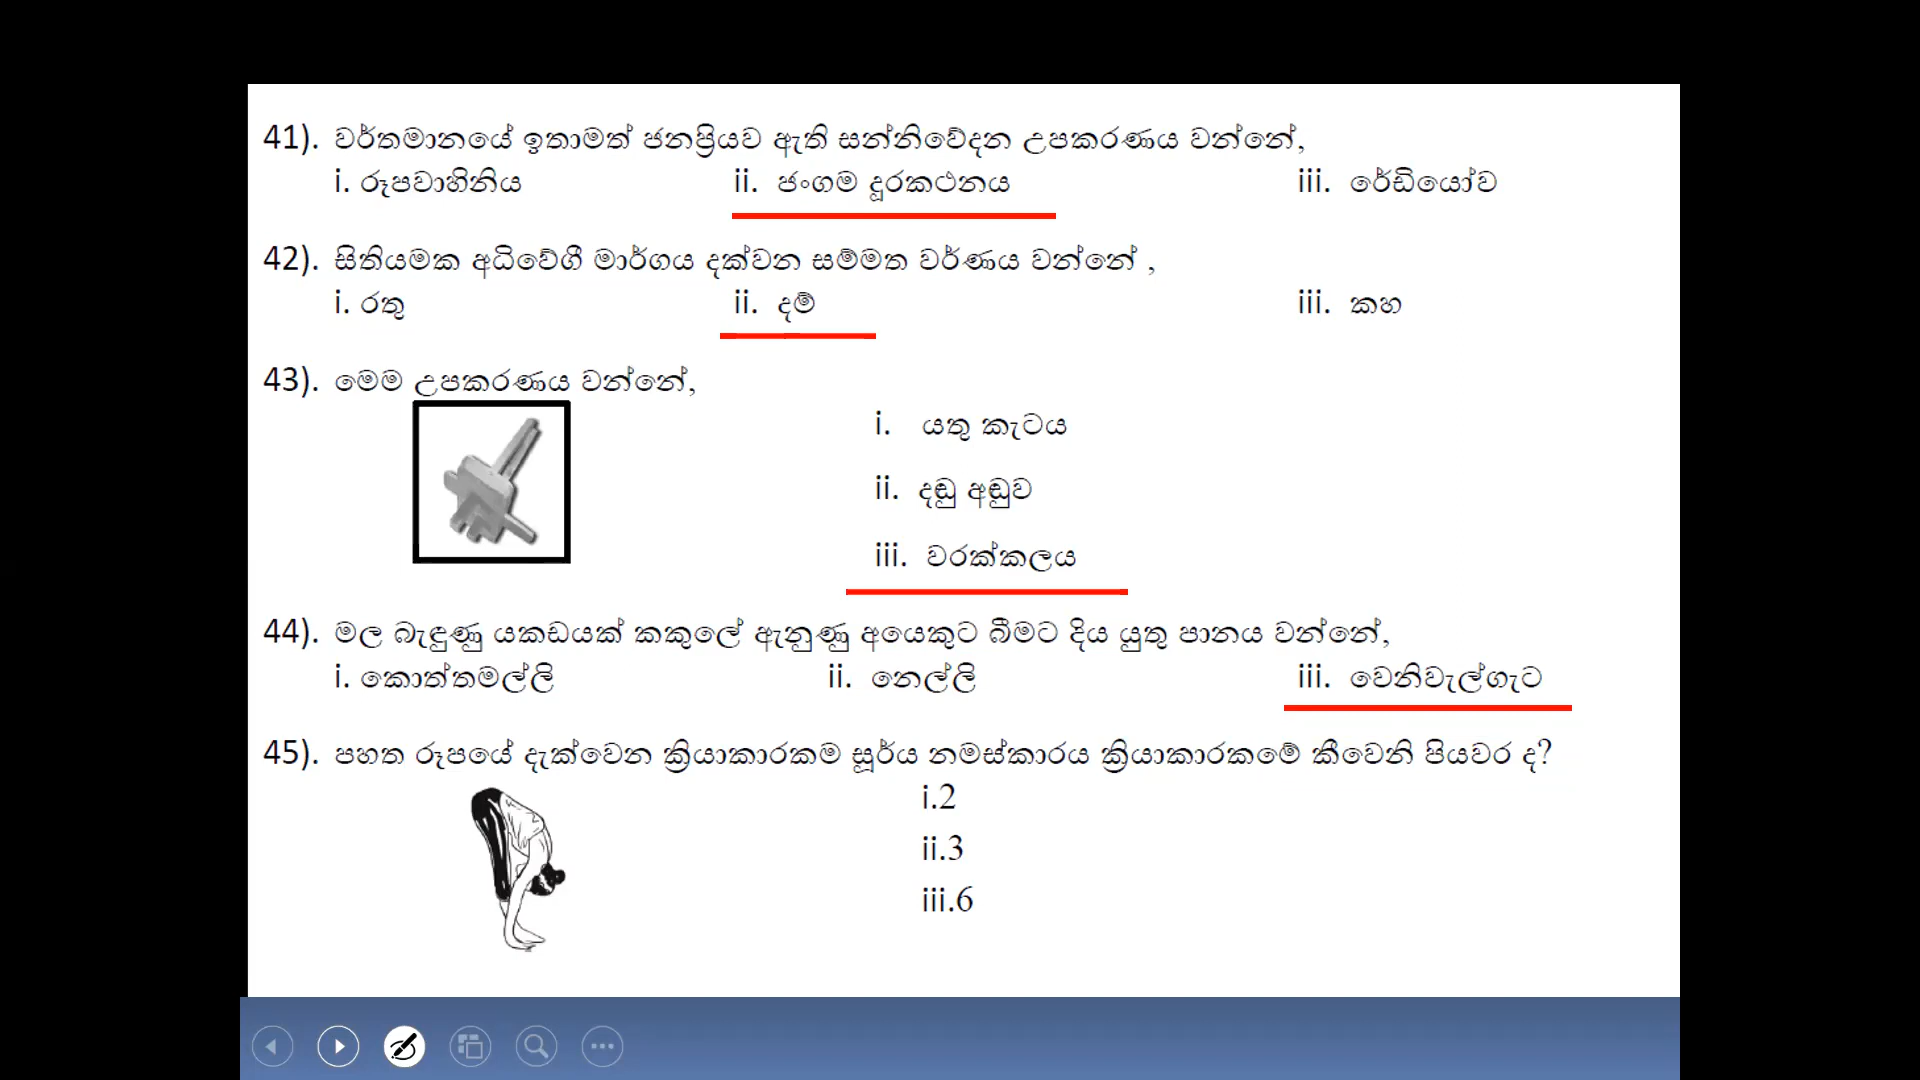 41). වර්තමානයේ ඉතාමත් ජනප්‍රියව ඇති සන්නිවේදන උපකරණය වන්නේ,
i. රූපවාහිනිය ii. ජංගම දූරකථනය iii. රේඩියෝව
42). සිතියමක අධිවේගී මාර්ගය දක්වන සම්මත වර්ණය වන්නේ ,
i. රතු ii. දම් iii. කහ
43). මෙම උපකරණය වන්නේ,
i. යතු කැටය
ii. දඬු අඬුව
iii. වරක්කලය
44). මල බැඳුණු යකඩයක් කකුලේ ඇනුණු අයෙකුට බීමට දිය යුතු පානය වන්නේ,
i. කොත්තමල්ලි ii. නෙල්ලි iii. වෙනිවැල්ගැට
45). පහත රූපයේ දැක්වෙන ක්‍රියාකාරකම සූර්ය නමස්කාරය ක්‍රියාකාරකමේ කීවෙනි පියවර ද?
i.2
ii.3
iii.6